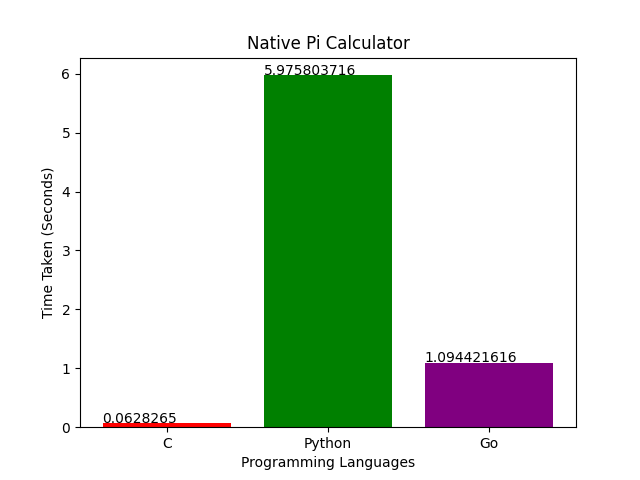 Native Pi Calculator
5.975803716
1.094421616
0.0628265
6
5
4
3
2
1
0
Time Taken (Seconds)
C Python Go
Programming Languages